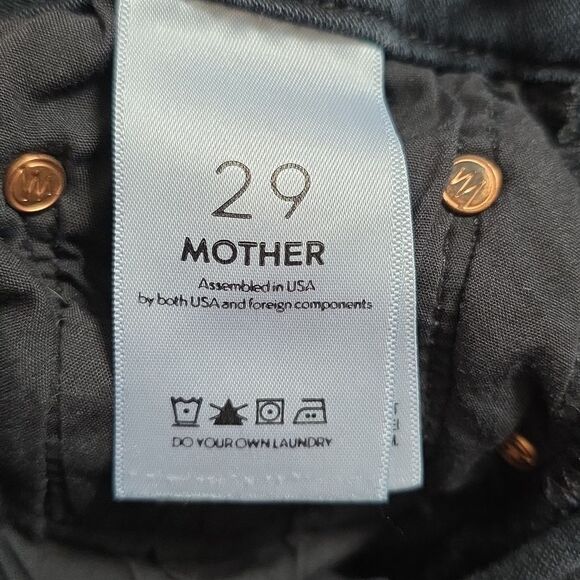 29
MOTHER
Assembled in USA
by both USA and foreign components
DO YOUR OWN LAUNDRY